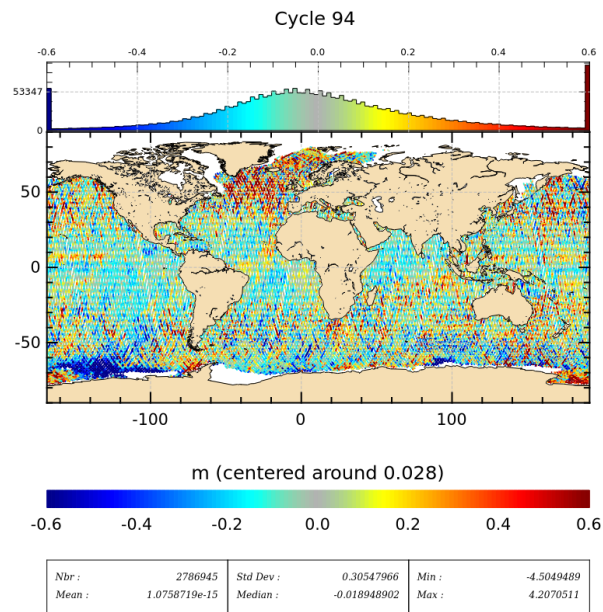 Cycle 94
-0.6 -0.4 -0.2 0.0 0.2 0.4 0.6
53347
0
50
0
-50
-100 0 100
m (centered around 0.028)
-0.6 -0.4 -0.2 0.0 0.2 0.4 0.6
Nbr : 2786945 Std Dev : 0.30547966 Min : -4.5049489
Mean : 1.0758719e-15 Median : -0.018948902 Max : 4.2070511